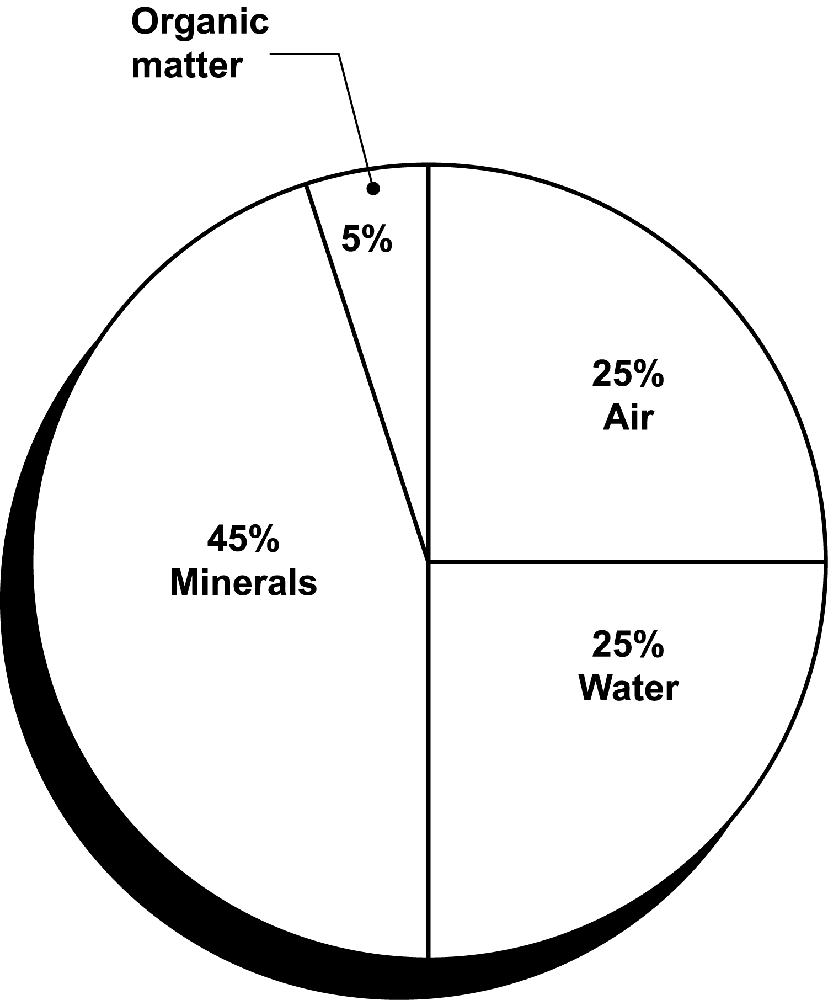 Organic
matter
5%
25%
Air
45%
Minerals
25%
Water